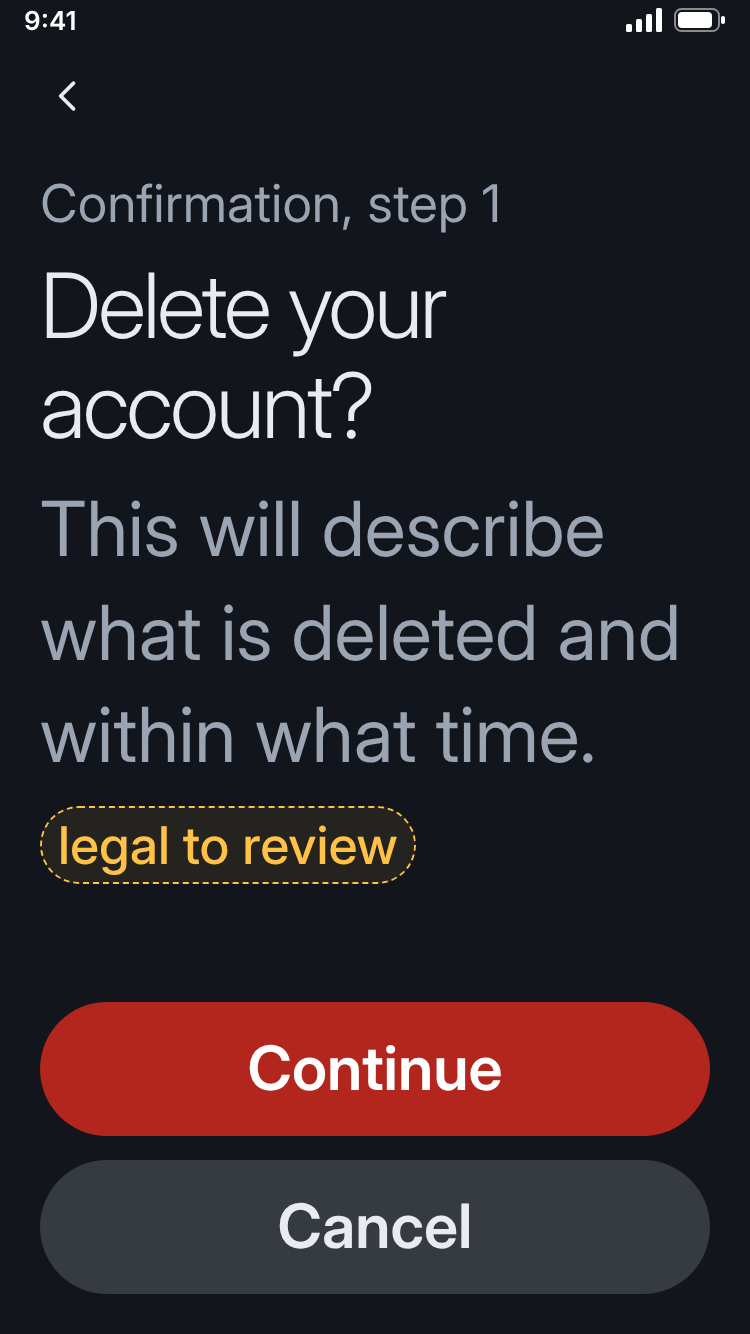 9:41
Confirmation, step 1
Delete your
account?
This will describe
what is deleted and
within what time.
legal to review
Continue
Cancel